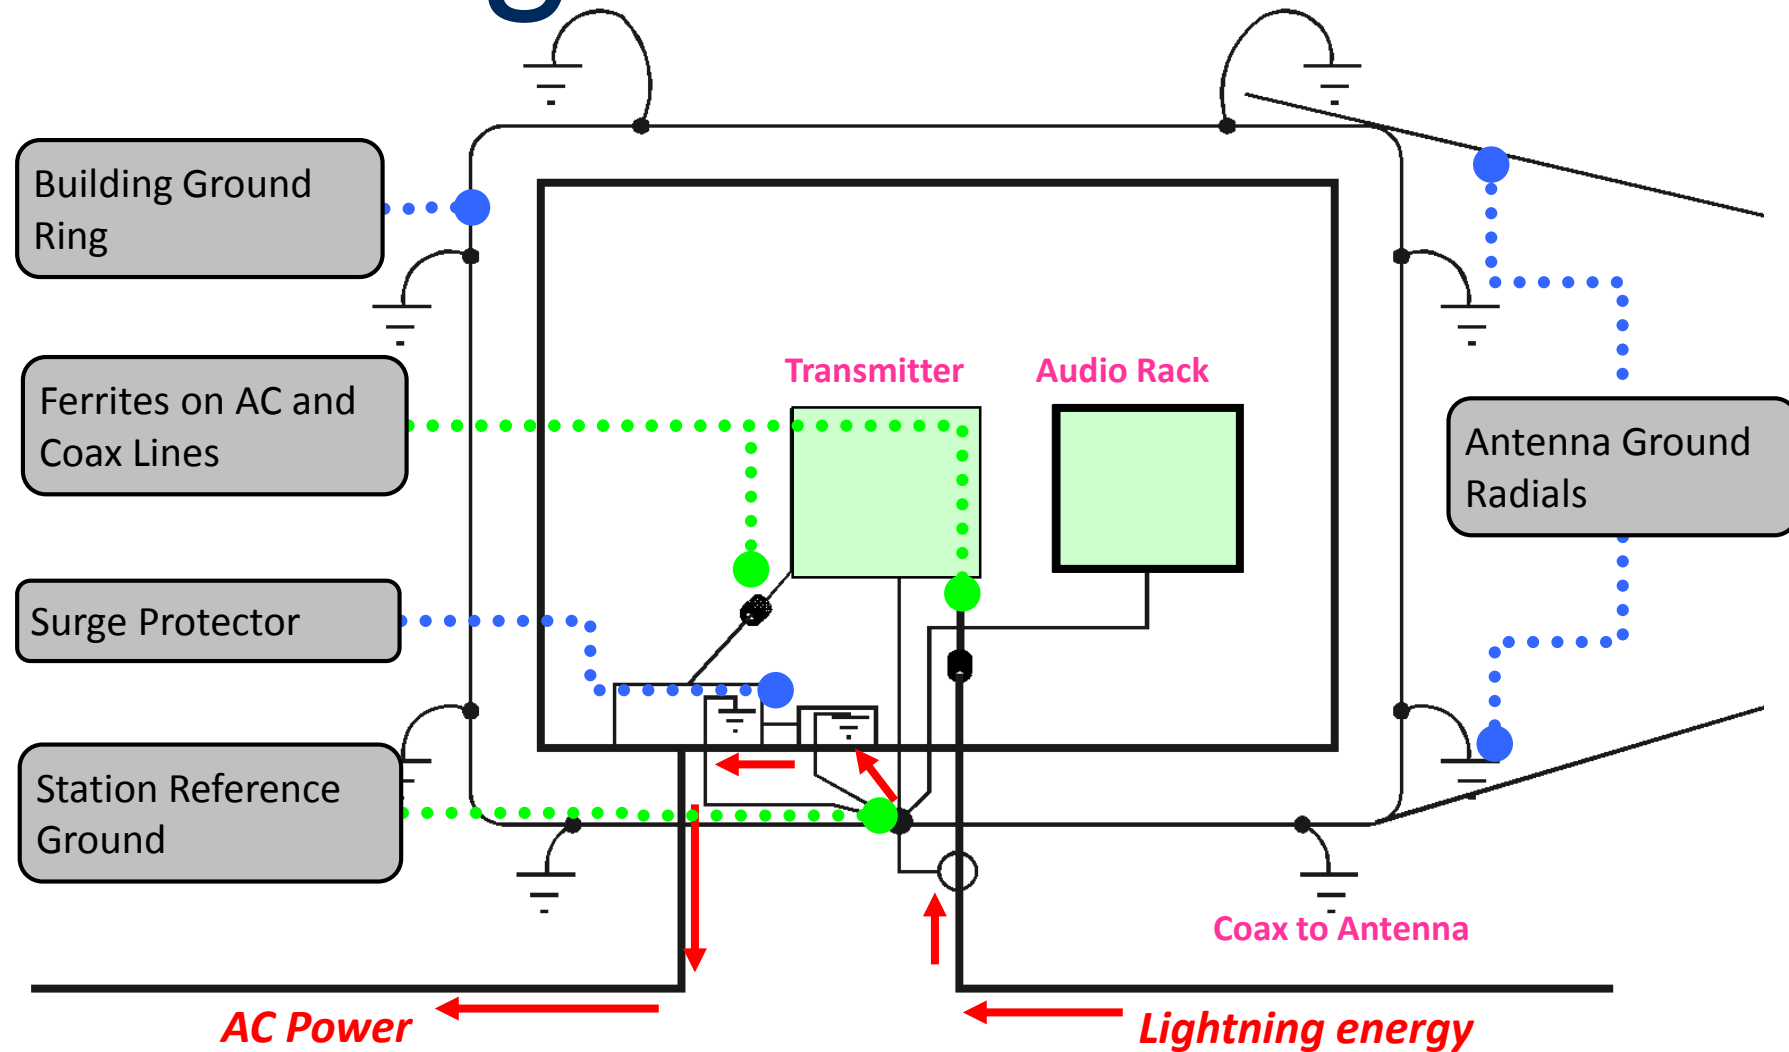 Building Ground
Ring
Transmitter
Audio Rack
Ferrites on AC and
Coax Lines
Antenna Ground
Radials
Surge Protector
Station Reference
Ground
Coax to Antenna
AC Power
Lightning energy